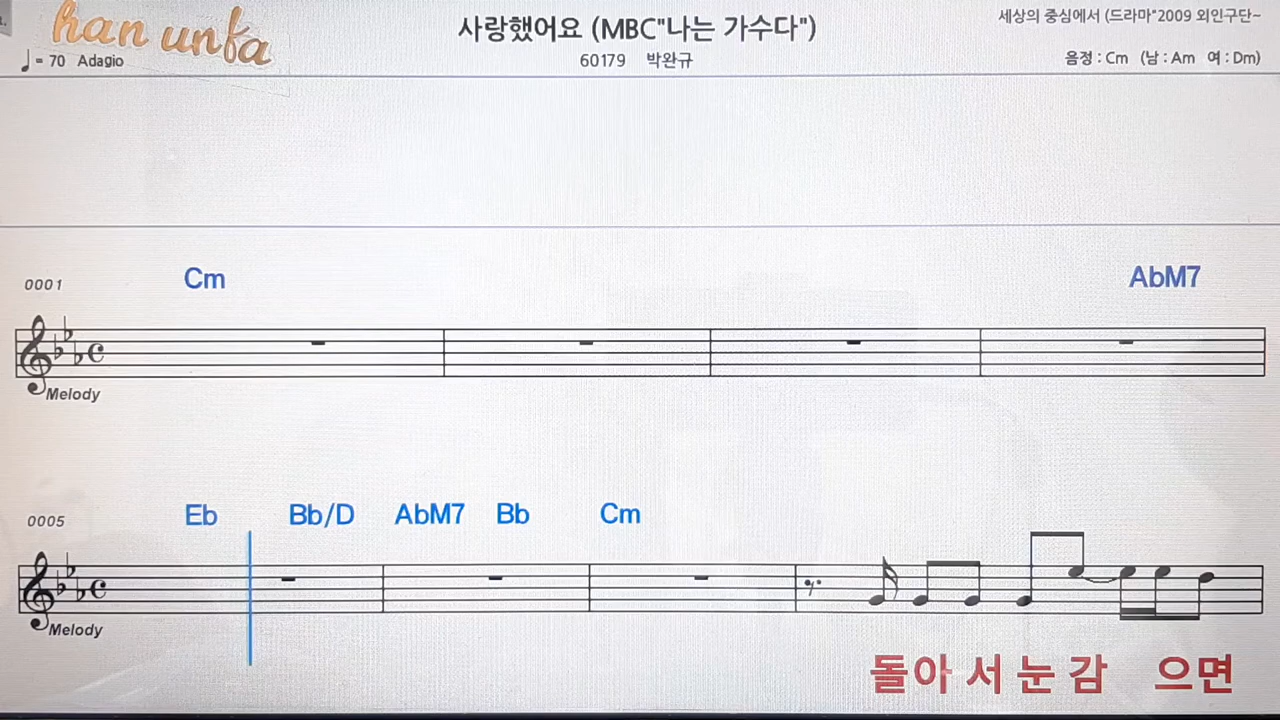 han unfa
사랑했어요 (MBC"나는 가수다")
세상의 중심에서 (드라마"2009 외인구단~
♩ = 70 Adagio
60179 박완규
음정 : Cm (남 : Am 여 : Dm)
0001 Cm AbM7
Melody
0005 Eb Bb/D AbM7 Bb Cm
Melody
돌아 서 눈 감 으면